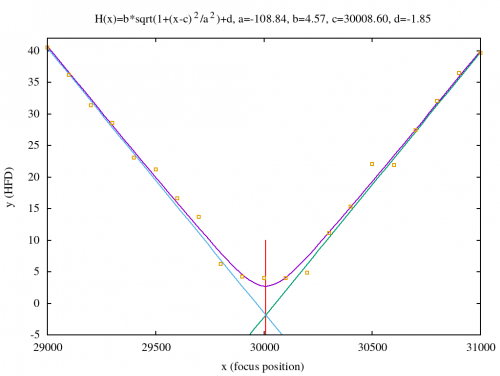 H(x)=b*sqrt(1+(x-c)²/a²)+d, a=-108.84, b=4.57, c=30008.60, d=-1.85
40
35
30
25
20
15
10
5
0
-5
y (HFD)
29000 29500 30000 30500 31000
x (focus position)